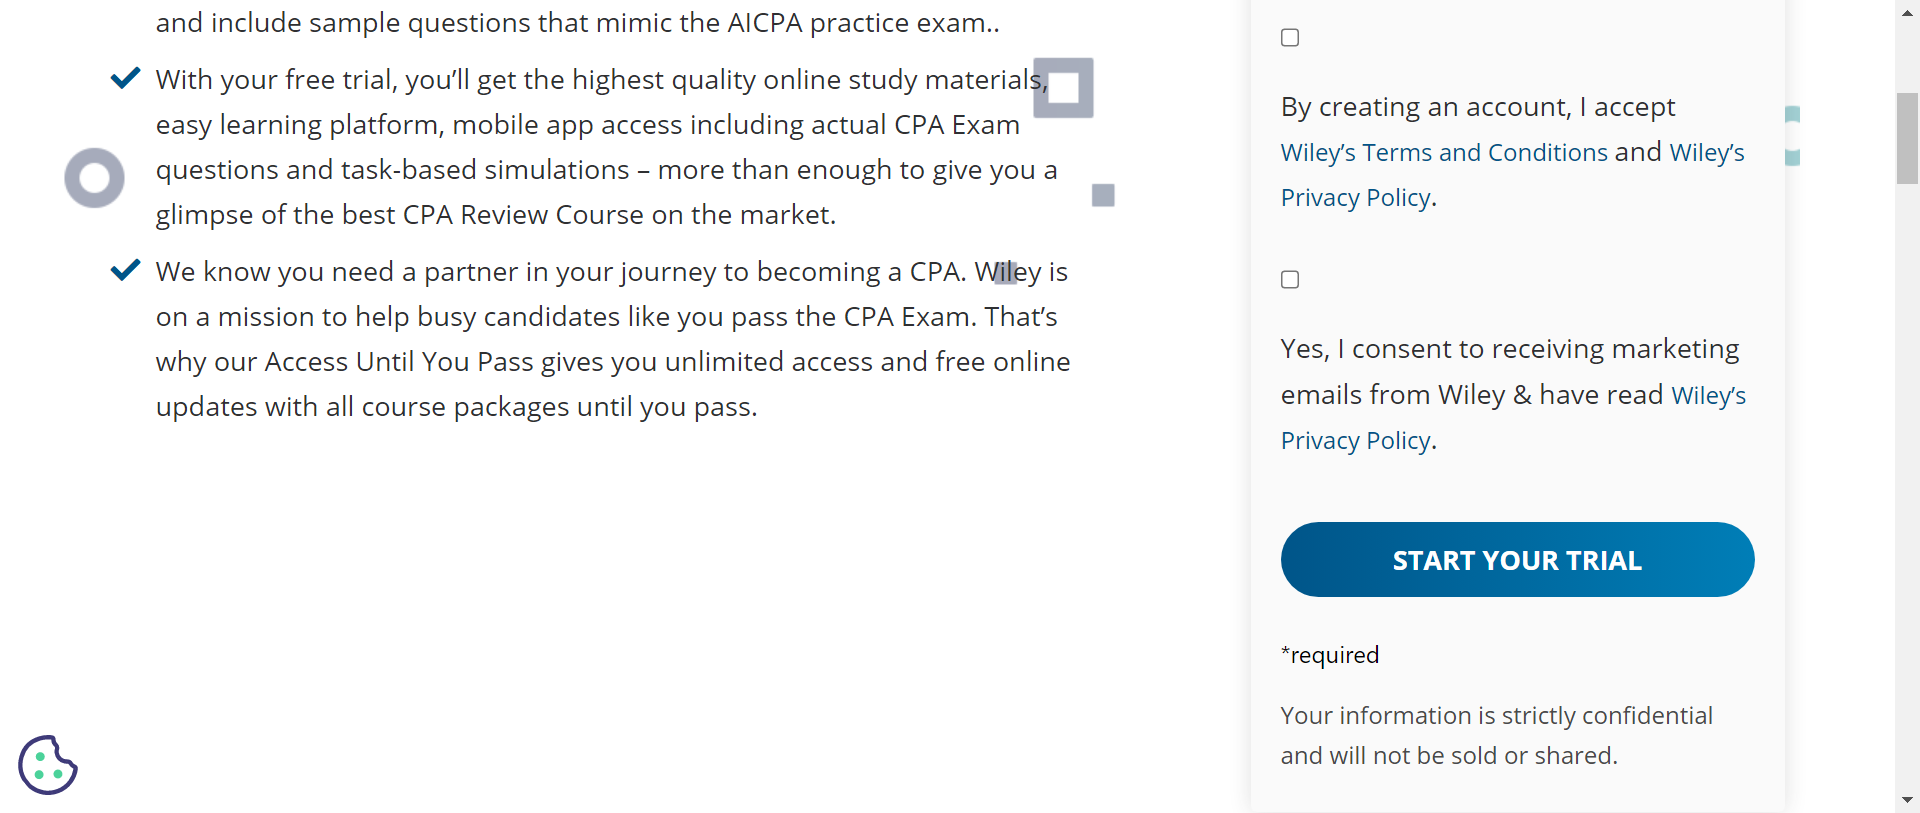 and include sample questions that mimic the AICPA practice exam..
With your free trial, you’ll get the highest quality online study materials,
easy learning platform, mobile app access including actual CPA Exam
questions and task-based simulations – more than enough to give you a
glimpse of the best CPA Review Course on the market.
We know you need a partner in your journey to becoming a CPA. Wiley is
on a mission to help busy candidates like you pass the CPA Exam. That’s
why our Access Until You Pass gives you unlimited access and free online
updates with all course packages until you pass.
By creating an account, I accept
Wiley’s Terms and Conditions and Wiley’s
Privacy Policy.
Yes, I consent to receiving marketing
emails from Wiley & have read Wiley’s
Privacy Policy.
START YOUR TRIAL
*required
Your information is strictly confidential
and will not be sold or shared.